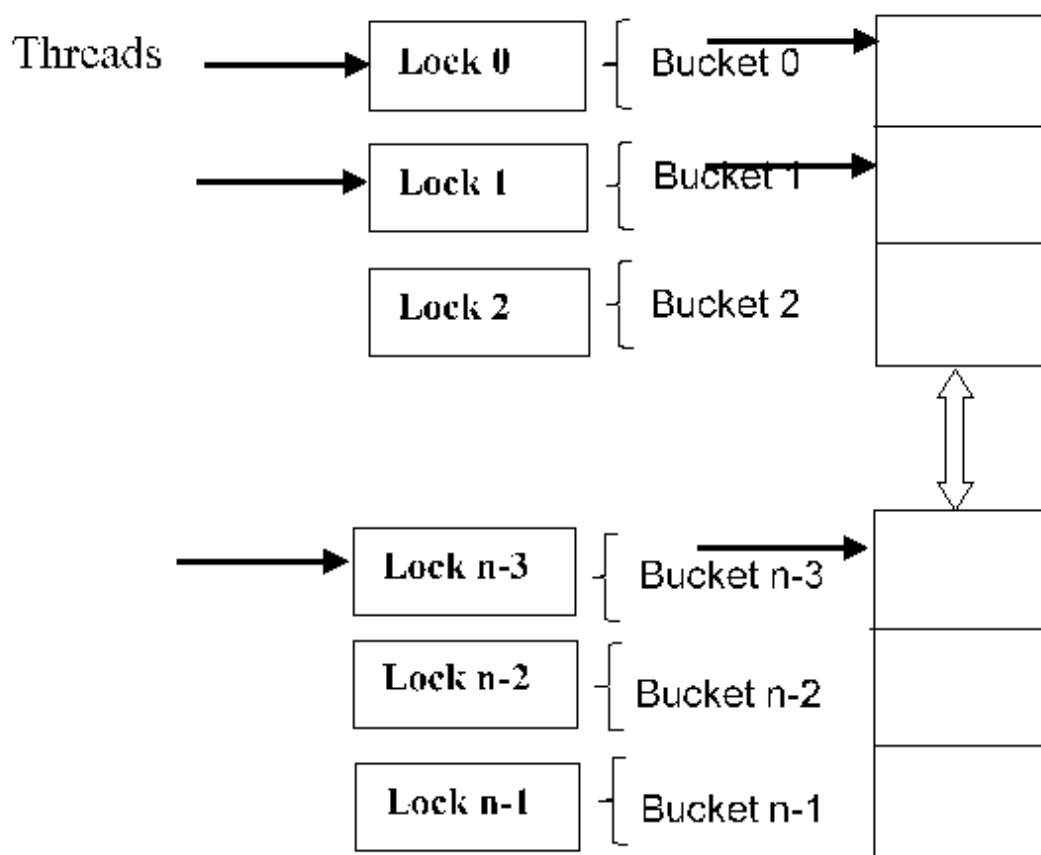 Threads
Lock 0 Bucket 0
Lock 1 Bucket 1
Lock 2 Bucket 2
Lock n-3 Bucket n-3
Lock n-2 Bucket n-2
Lock n-1 Bucket n-1